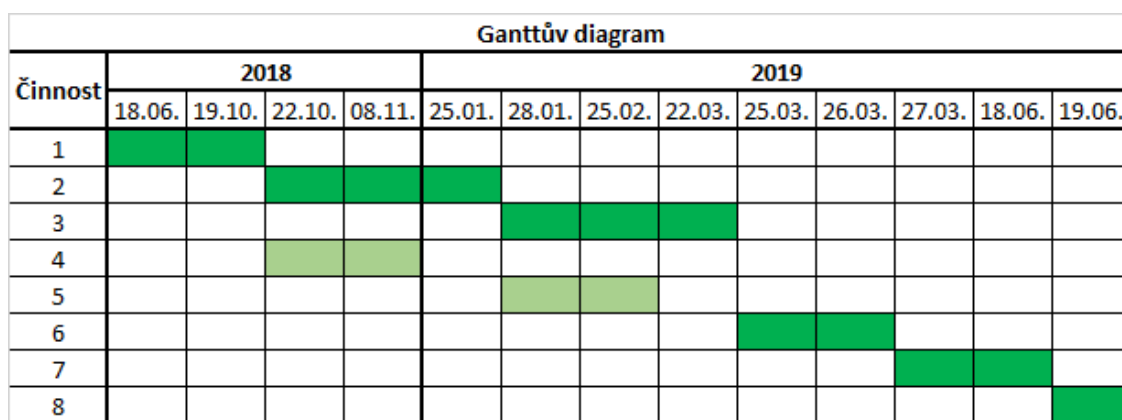 Ganttův diagram
Činnost 2018 2019
18.06. 19.10. 22.10. 08.11. 25.01. 28.01. 25.02. 22.03. 25.03. 26.03. 27.03. 18.06. 19.06.
1
2
3
4
5
6
7
8